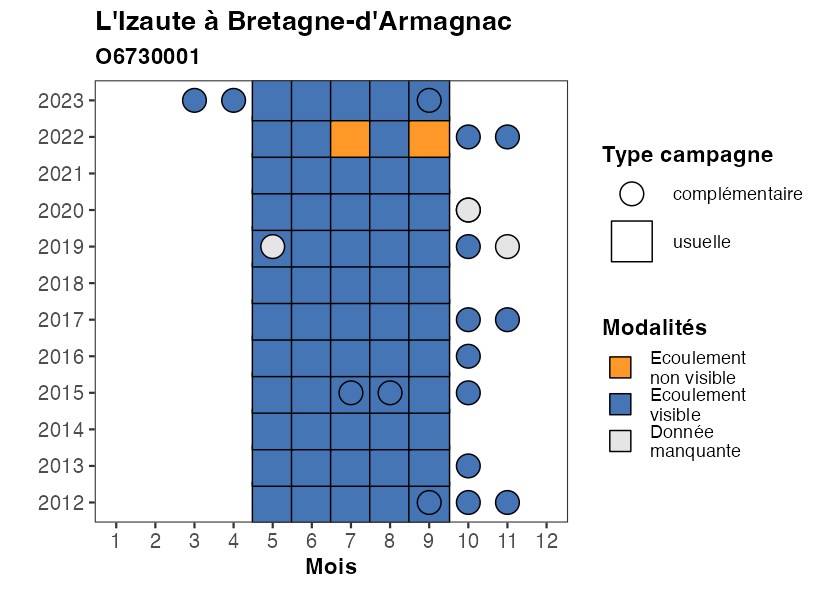 L'Izaute à Bretagne-d'Armagnac
O6730001
2023
2022
2021
2020
2019
2018
2017
2016
2015
2014
2013
2012
1 2 3 4 5 6 7 8 9 10 11 12
Mois
Type campagne
complémentaire
usuelle
Modalités
Ecoulement
non visible
Ecoulement
visible
Donnée
manquante